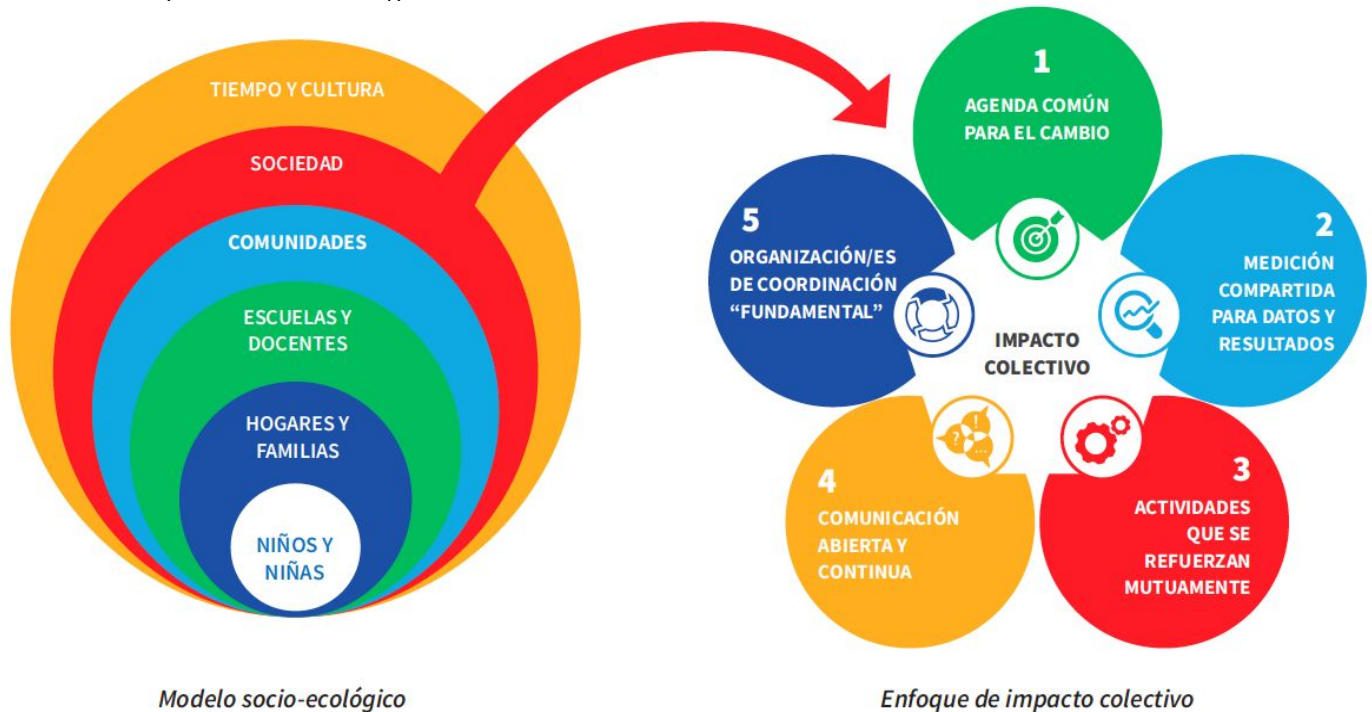 TIEMPO Y CULTURA
SOCIEDAD
COMUNIDADES
ESCUELAS Y
DOCENTES
HOGARES Y
FAMILIAS
NIÑOS Y
NIÑAS
Modelo socio-ecológico
1
AGENDA COMÚN
PARA EL CAMBIO
2
MEDICIÓN
COMPARTIDA
PARA DATOS Y
RESULTADOS
3
ACTIVIDADES
QUE SE
REFUERZAN
MUTUAMENTE
4
COMUNICACIÓN
ABIERTA Y
CONTINUA
5
ORGANIZACIÓN/ES
DE COORDINACIÓN
“FUNDAMENTAL”
IMPACTO
COLECTIVO
?
!
...
Enfoque de impacto colectivo